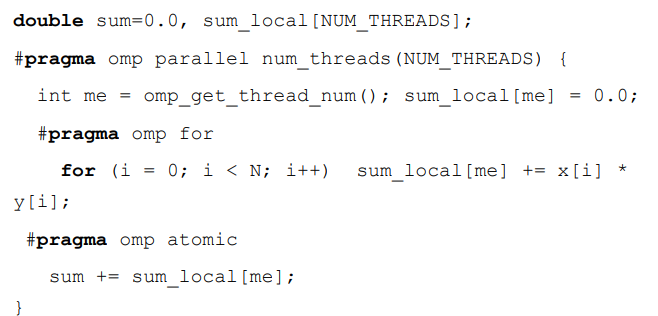 double sum=0.0, sum_local[NUM_THREADS];
#pragma omp parallel num_threads(NUM_THREADS) {
int me = omp_get_thread_num(); sum_local[me] = 0.0;
#pragma omp for
for (i = 0; i < N; i++) sum_local[me] += x[i] *
y[i];
#pragma omp atomic
sum += sum_local[me];
}